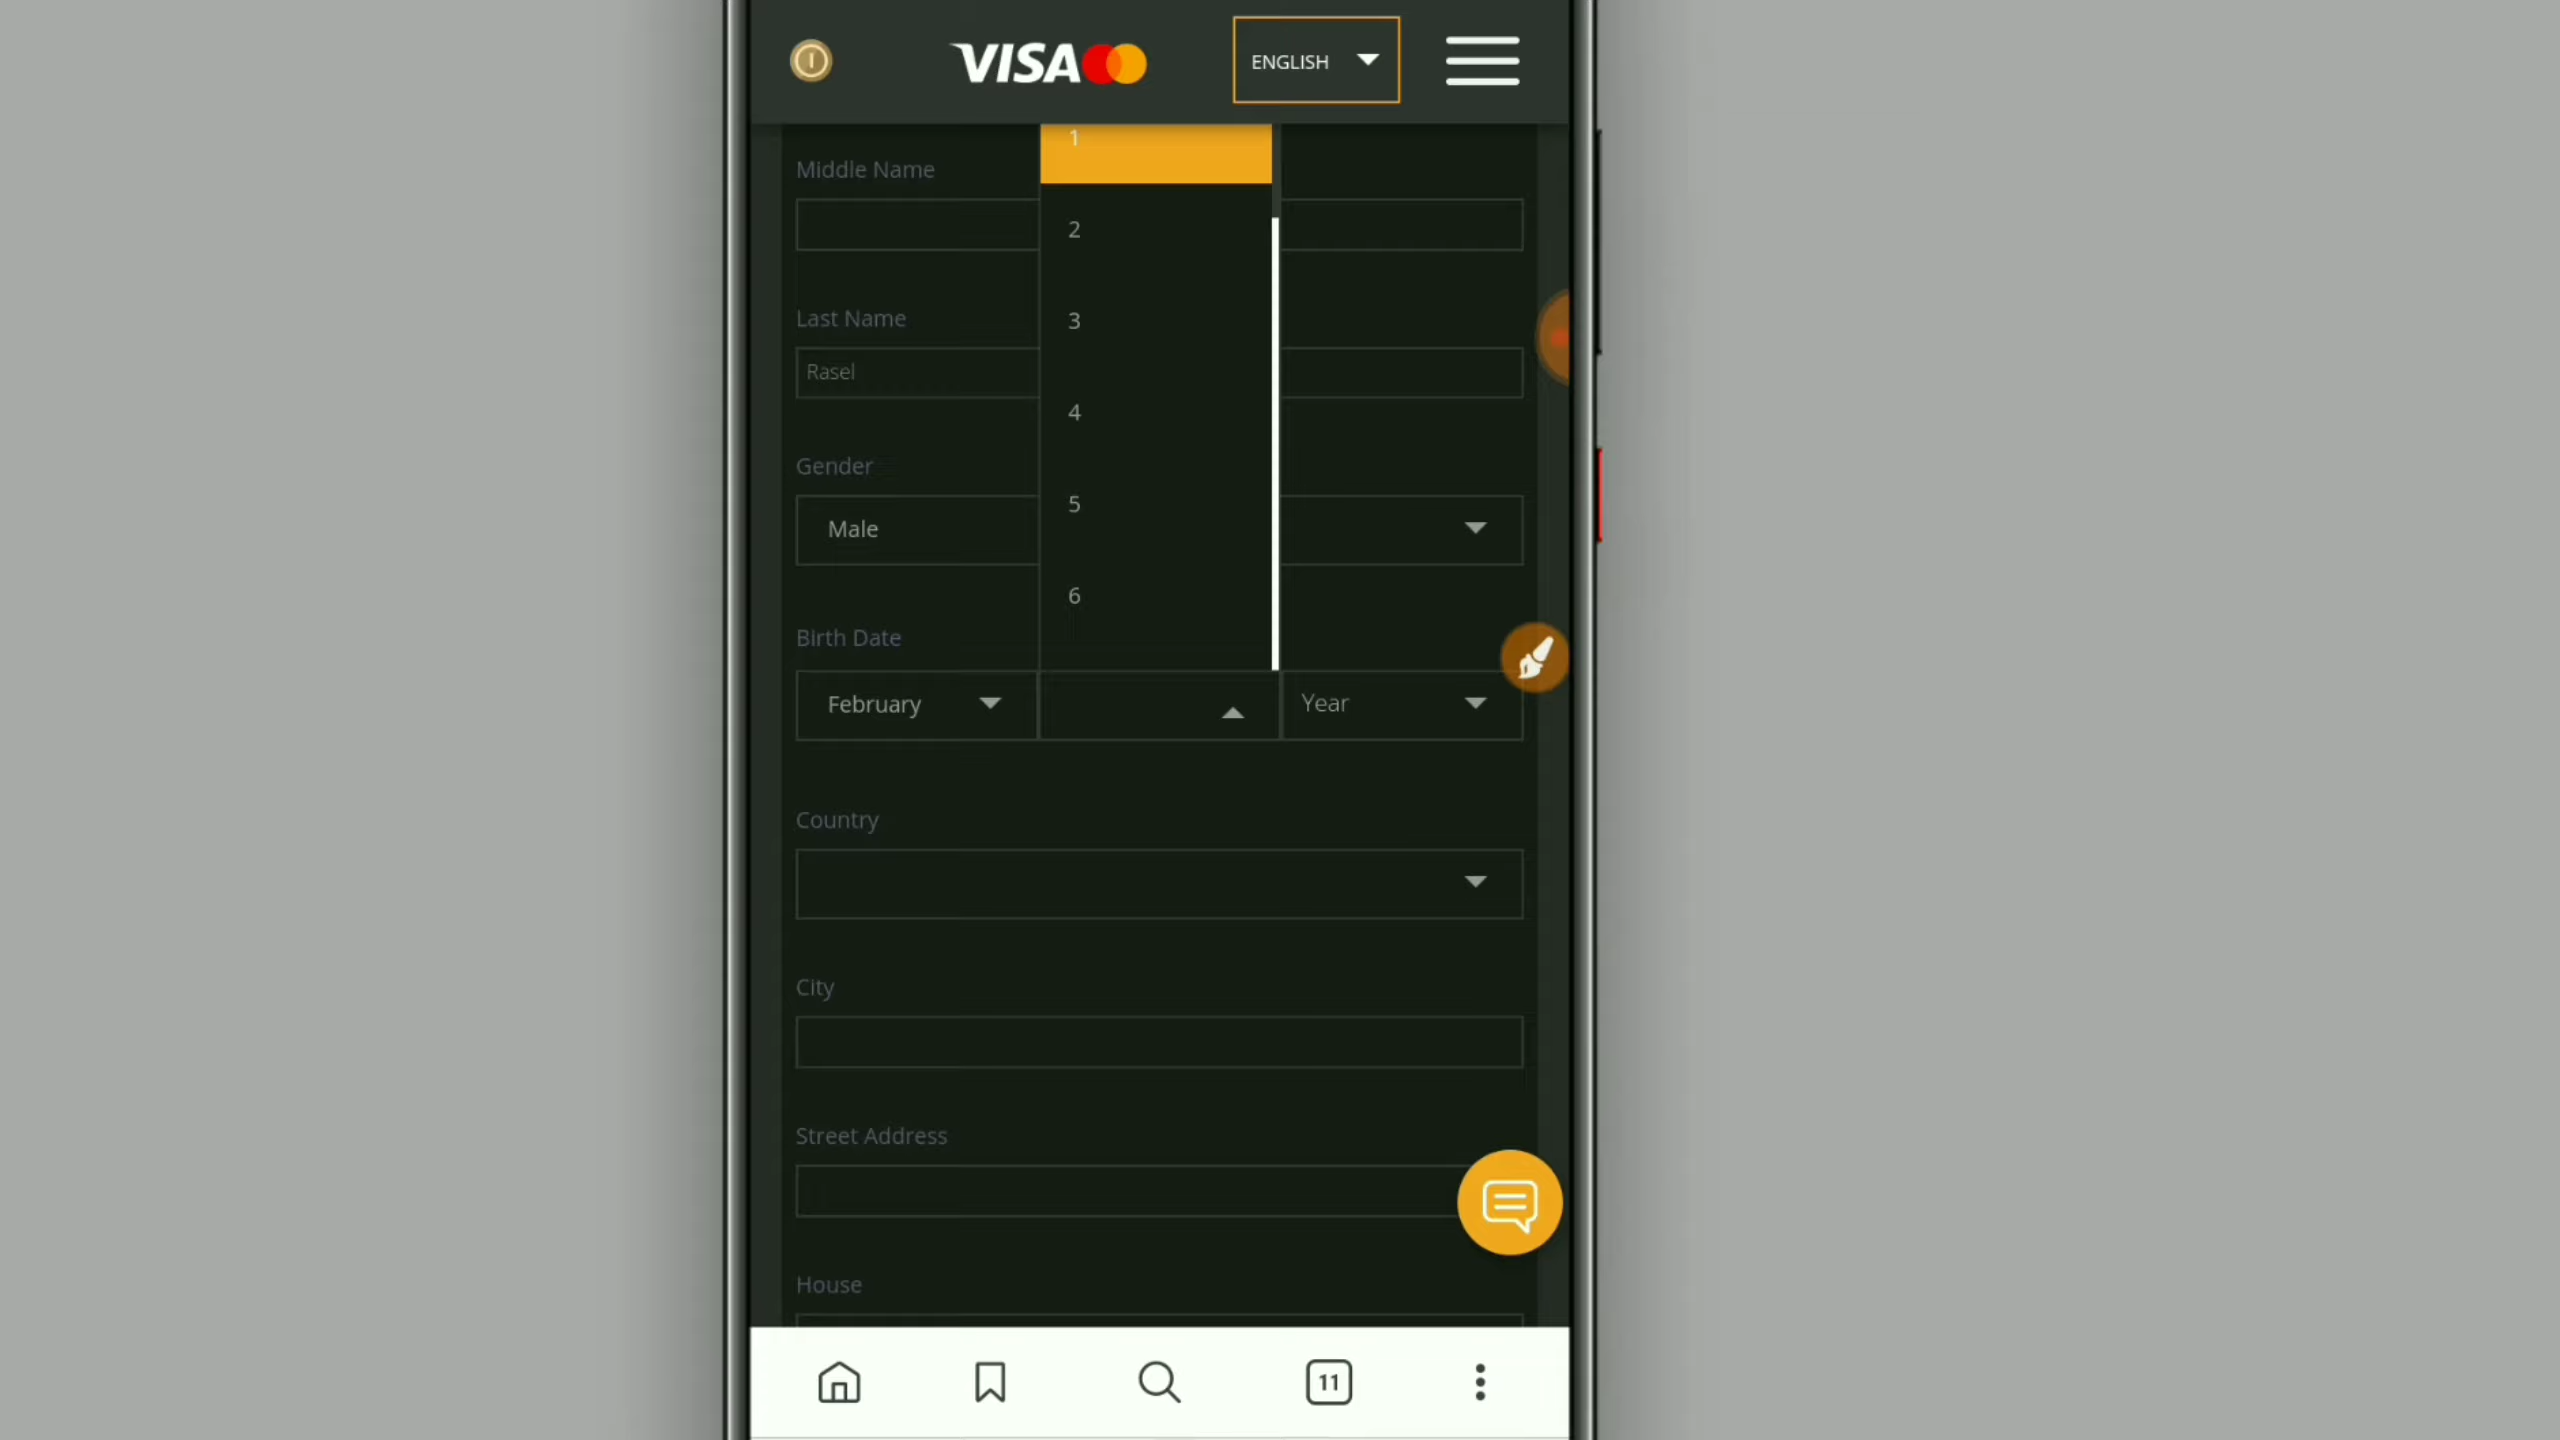 VISA
ENGLISH
1
Middle Name
2
Last Name
3
Rasel
4
Gender
5
Male
6
Birth Date
February
Year
Country
City
Street Address
House
11